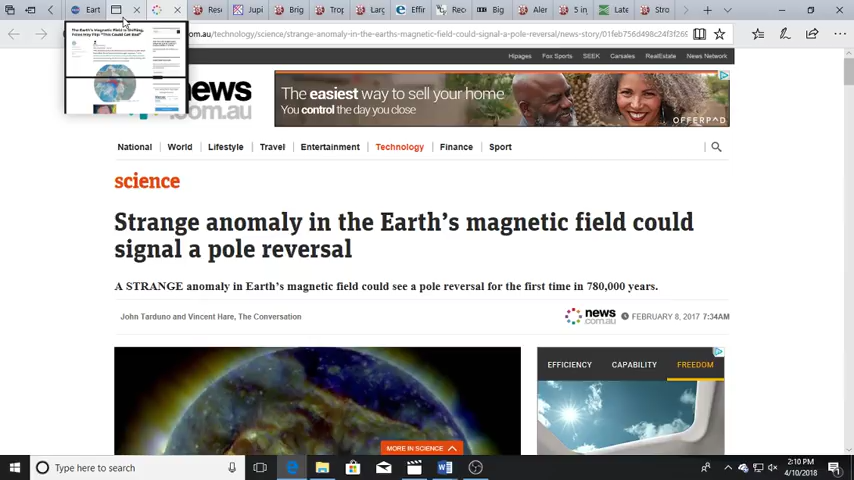 Eart
Rese
Jupi
Brig
Trop
Larg
Effir
Rec
Big
Aler
5 in
Late
Stro
The Earth's Magnetic Field Is Shifting,
Poles May Flip: "This Could Get Bad"
.au/technology/science/strange-anomaly-in-the-earths-magnetic-field-could-signal-a-pole-reversal/news-story/01feb756d498c24f3f269
Hipages Fox Sports SEEK Carsales RealEstate News Network
news
.com.au
The easiest way to sell your home
You control the day you close
OFFERPAD
National World Lifestyle Travel Entertainment Technology Finance Sport
science
Strange anomaly in the Earth's magnetic field could
signal a pole reversal
A STRANGE anomaly in Earth's magnetic field could see a pole reversal for the first time in 780,000 years.
John Tarduno and Vincent Hare, The Conversation
news
.com.au
FEBRUARY 8, 2017 7:34AM
EFFICIENCY CAPABILITY FREEDOM
MORE IN SCIENCE
Type here to search
2:10 PM
4/10/2018